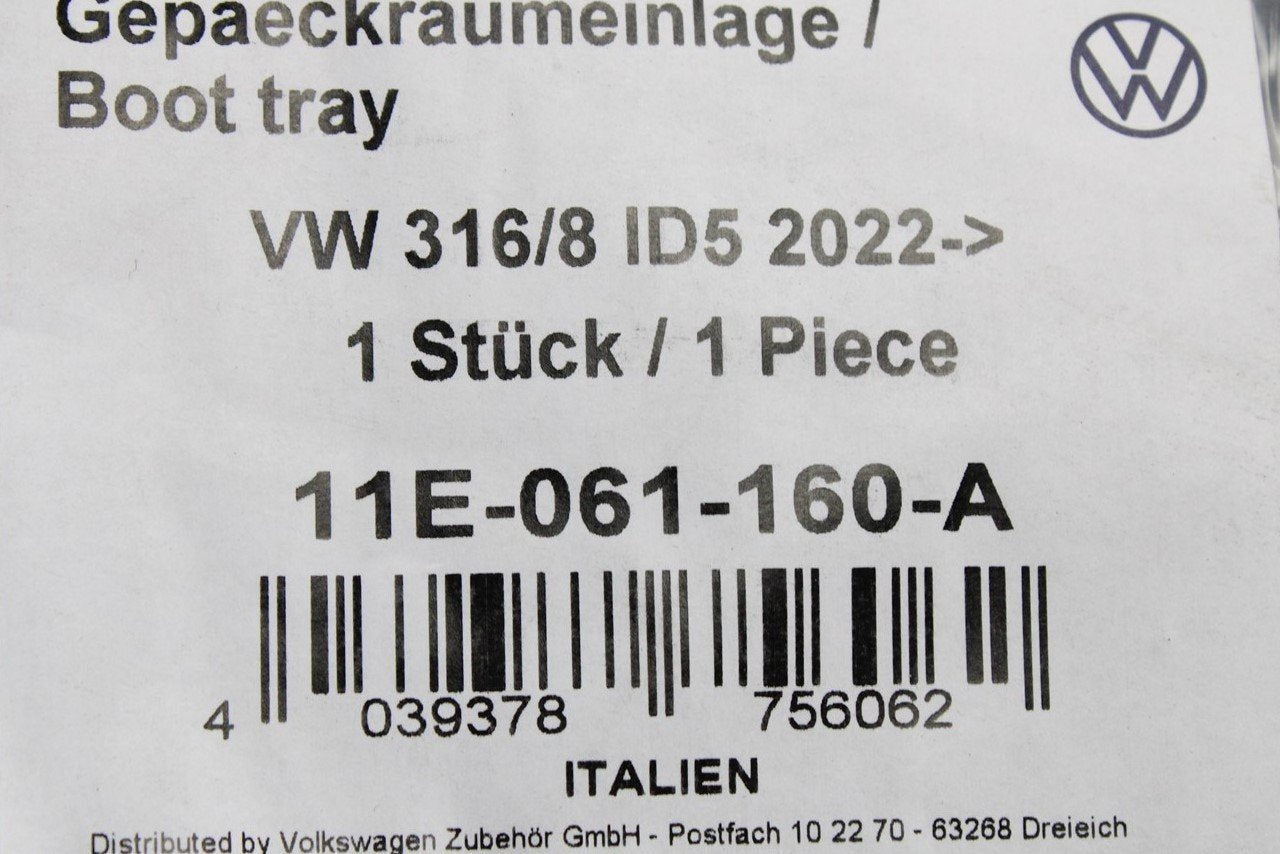 Gepaeckraumeinlage /
Boot tray
VW 316/8 ID5 2022->
1 Stück / 1 Piece
11E-061-160-A
4 039378 756062
ITALIEN
Distributed by Volkswagen Zubehör GmbH - Postfach 10 22 70 - 63268 Dreieich